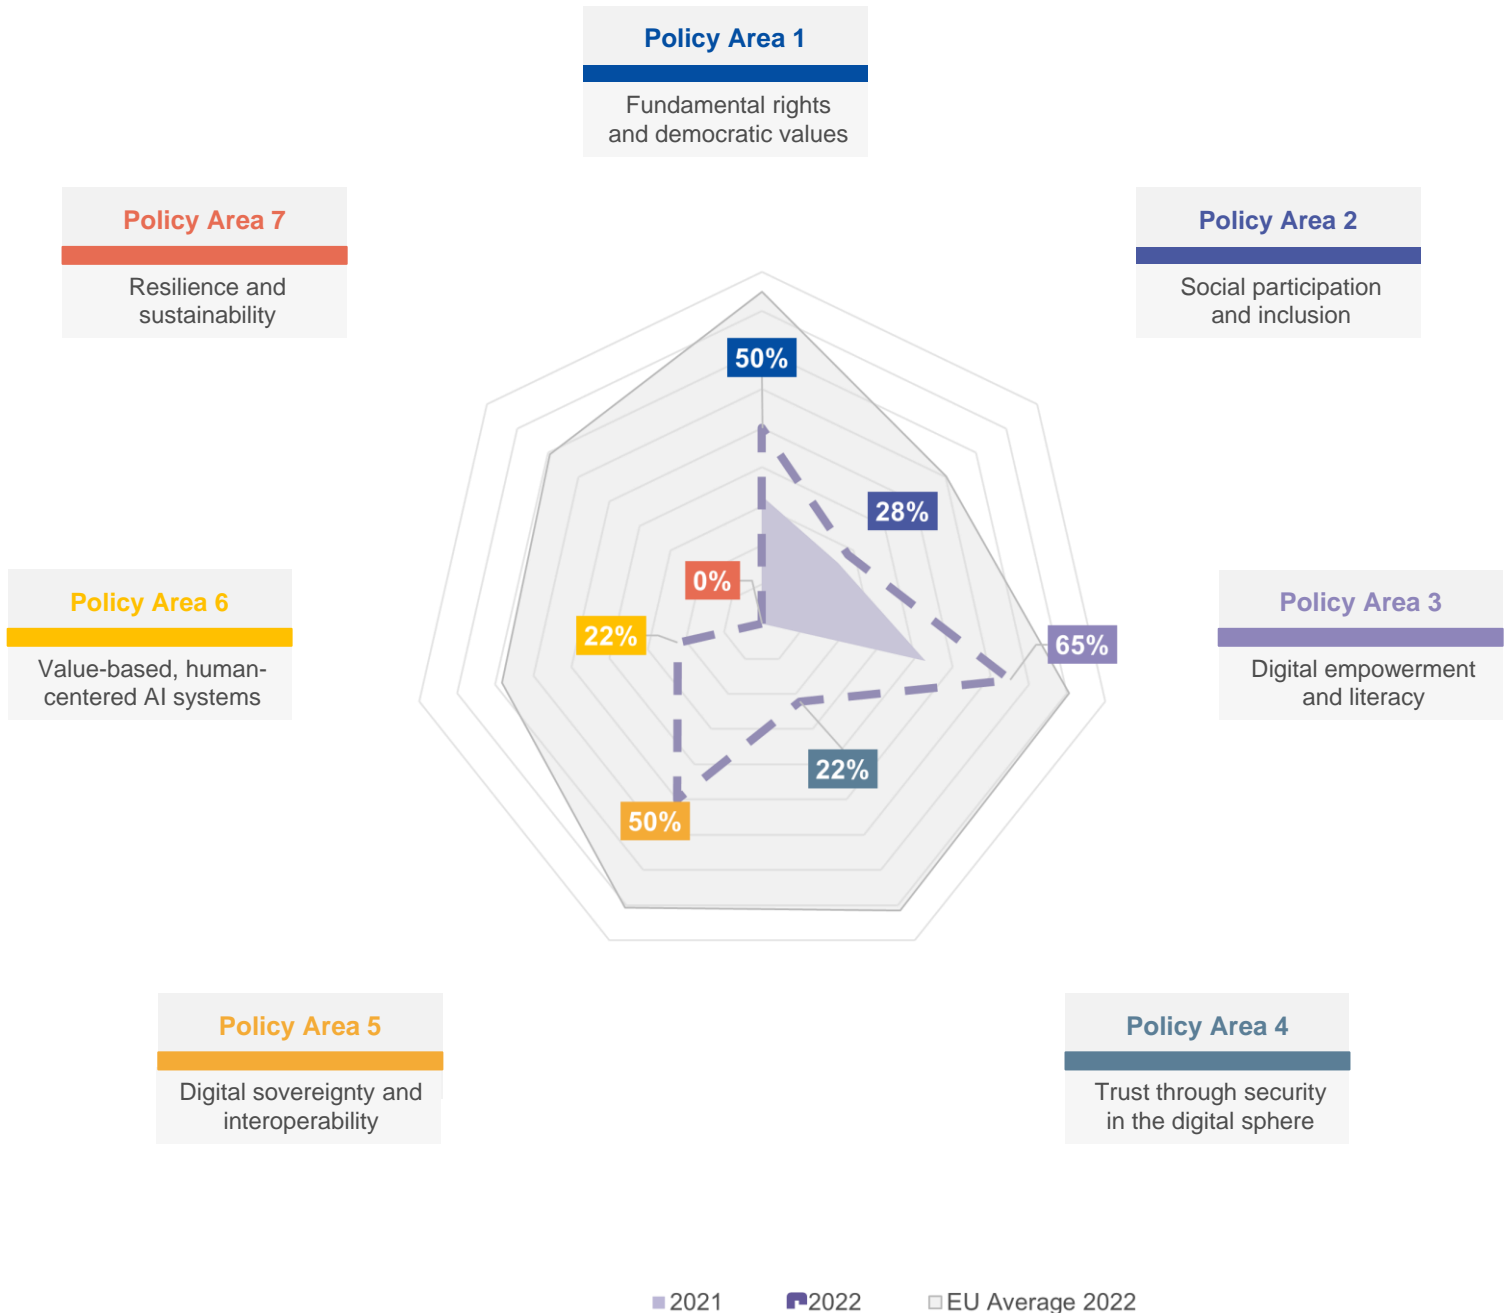 Policy Area 1
Fundamental rights
and democratic values
Policy Area 7
Resilience and
sustainability
Policy Area 2
Social participation
and inclusion
50%
28%
0%
22%
65%
22%
50%
Policy Area 6
Value-based, human-
centered AI systems
Policy Area 3
Digital empowerment
and literacy
Policy Area 5
Digital sovereignty and
interoperability
Policy Area 4
Trust through security
in the digital sphere
2021
2022
EU Average 2022